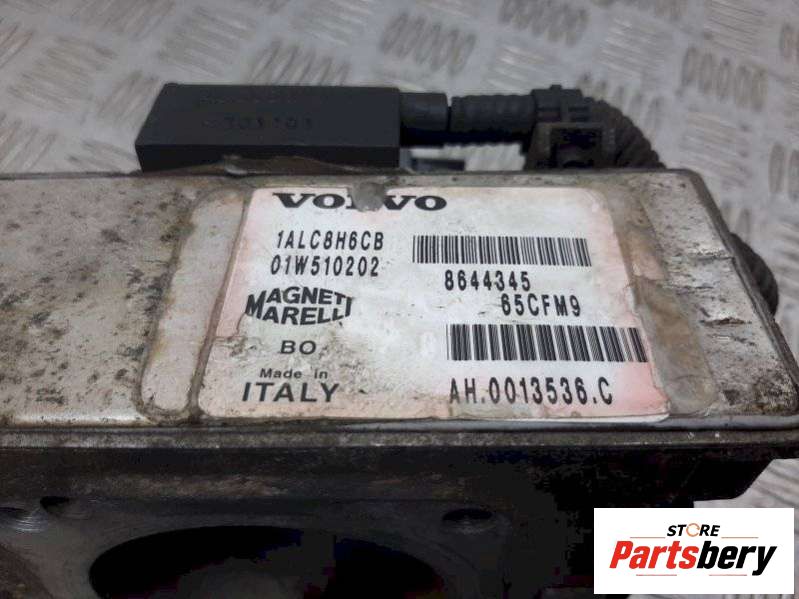 VOLVO
1ALC8H6CB
01W510202
8644345
65CFM9
MAGNETI
MARELLI
BO
Made in
ITALY
AH.0013536.C
STORE
Partsbery